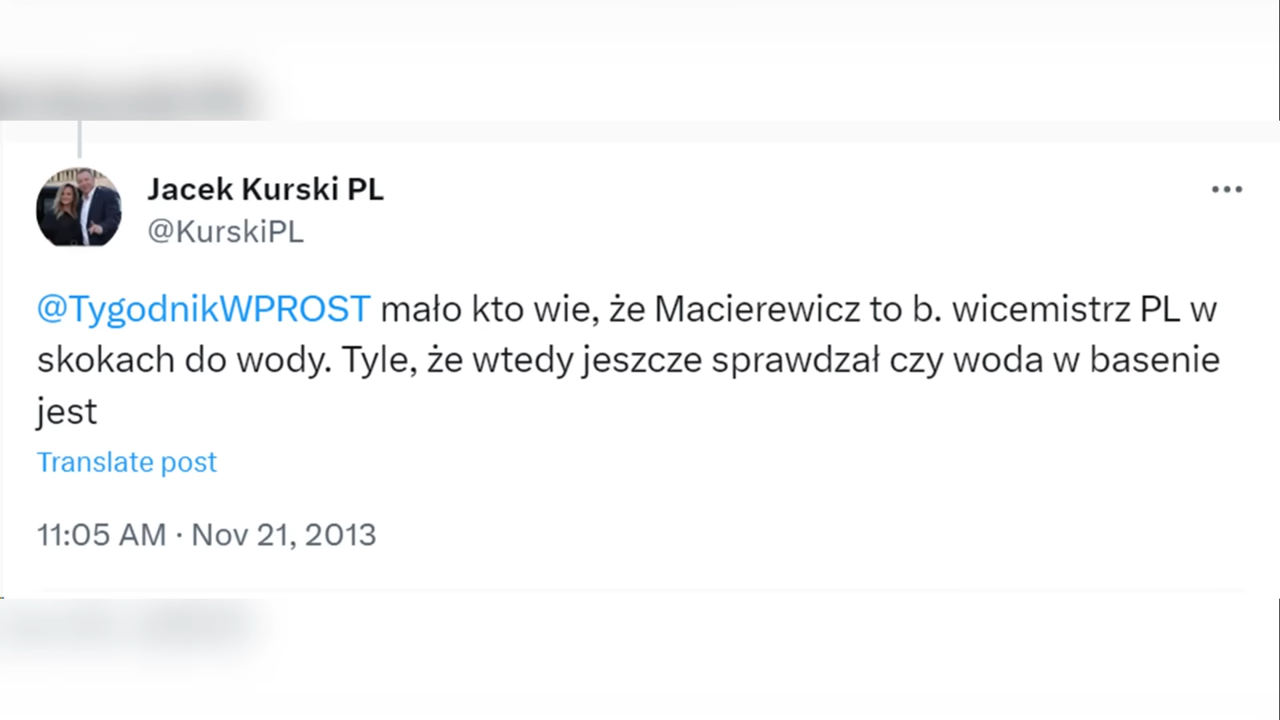 Jacek Kurski PL
@KurskiPL
@TygodnikWPROST mało kto wie, że Macierewicz to b. wicemistrz PL w
skokach do wody. Tyle, że wtedy jeszcze sprawdzał czy woda w basenie
jest
Translate post
11:05 AM · Nov 21, 2013